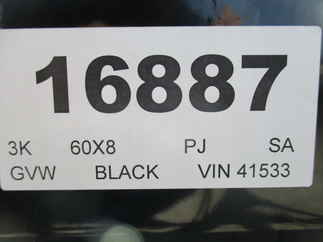 16887
3K 60X8 PJ SA
GVW BLACK VIN 41533